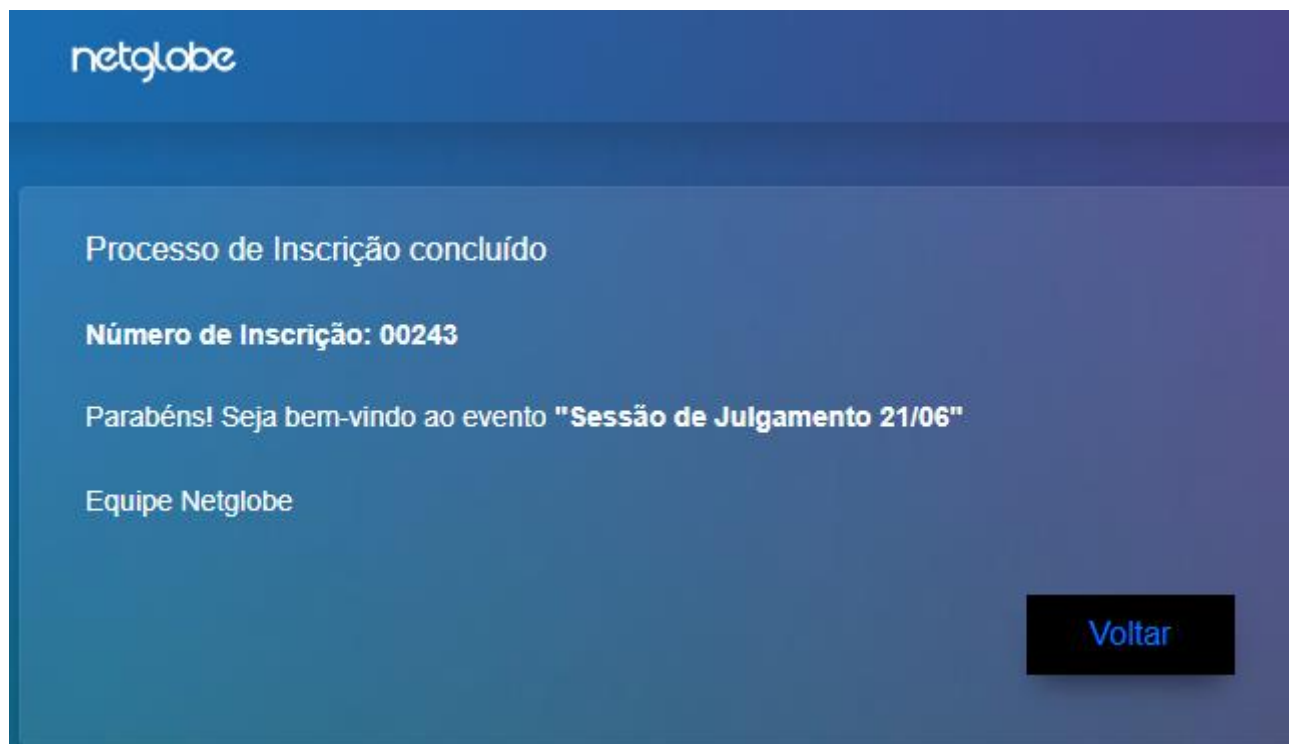 netglobe
Processo de Inscrição concluído
Número de Inscrição: 00243
Parabéns! Seja bem-vindo ao evento "Sessão de Julgamento 21/06"
Equipe Netglobe
Voltar